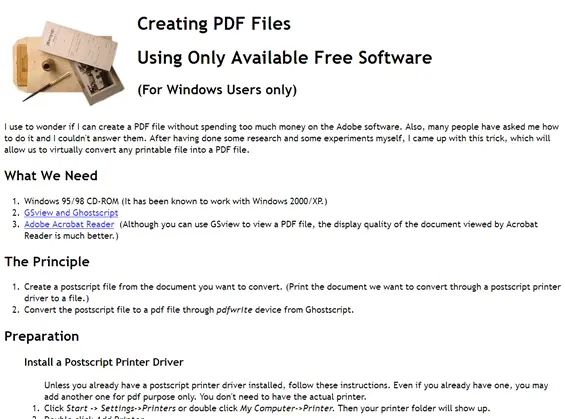 Creating PDF Files
Using Only Available Free Software
(For Windows Users only)
I use to wonder if I can create a PDF file without spending too much money on the Adobe software. Also, many people have asked me how
to do it and I couldn't answer them. After having done some research and some experiments myself, I came up with this trick, which will
allow us to virtually convert any printable file into a PDF file.
What We Need
1. Windows 95/98 CD-ROM (It has been known to work with Windows 2000/XP.)
2. GSview and Ghostscript
3. Adobe Acrobat Reader (Although you can use GSview to view a PDF file, the display quality of the document viewed by Acrobat
Reader is much better.)
The Principle
1. Create a postscript file from the document you want to convert. (Print the document we want to convert through a postscript printer
driver to a file.)
2. Convert the postscript file to a pdf file through pdfwrite device from Ghostscript.
Preparation
Install a Postscript Printer Driver
Unless you already have a postscript printer driver installed, follow these instructions. Even if you already have one, you may
add another one for pdf purpose only. You don't need to have the actual printer.
1. Click Start -> Settings->Printers or double click My Computer->Printer. Then your printer folder will show up.
2. Double click Add Printer